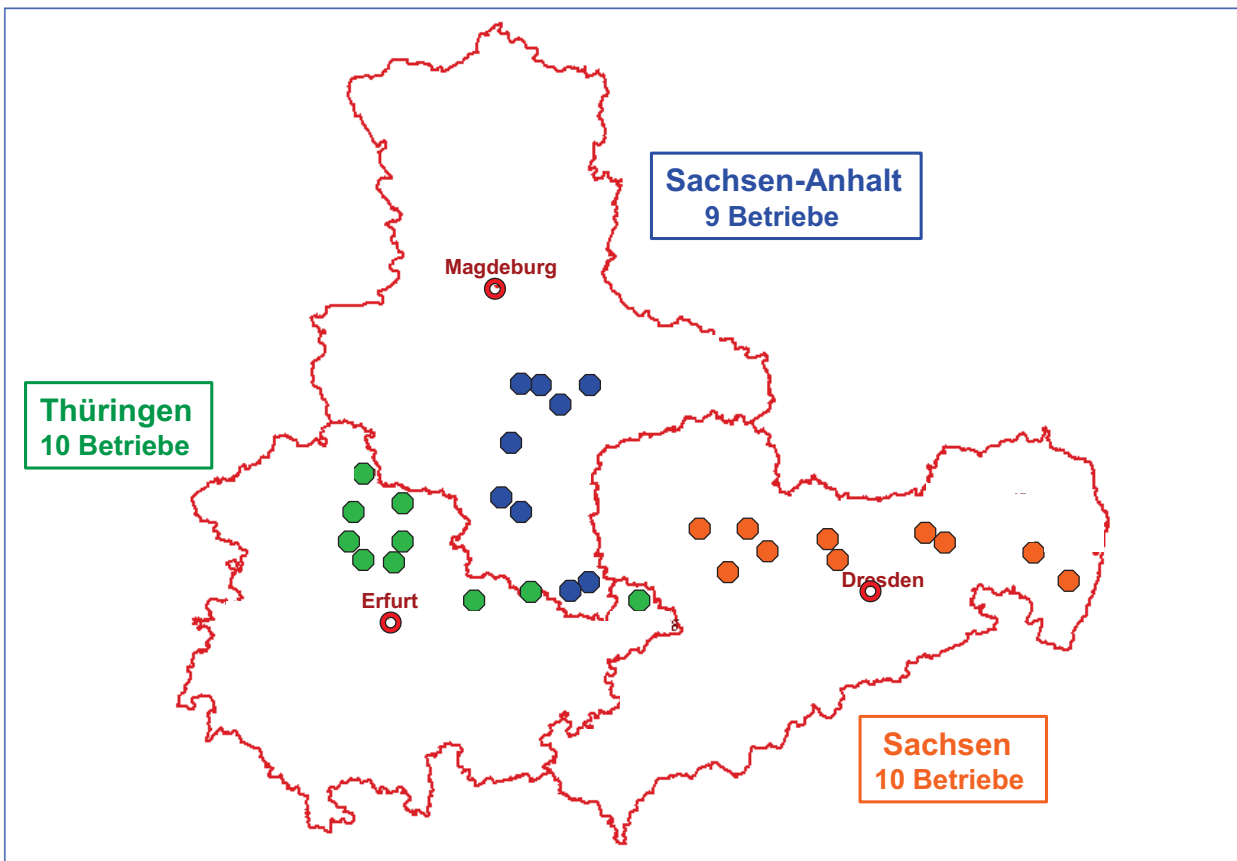 Sachsen-Anhalt
9 Betriebe
Magdeburg
Thüringen
10 Betriebe
Dresden
Erfurt
Sachsen
10 Betriebe